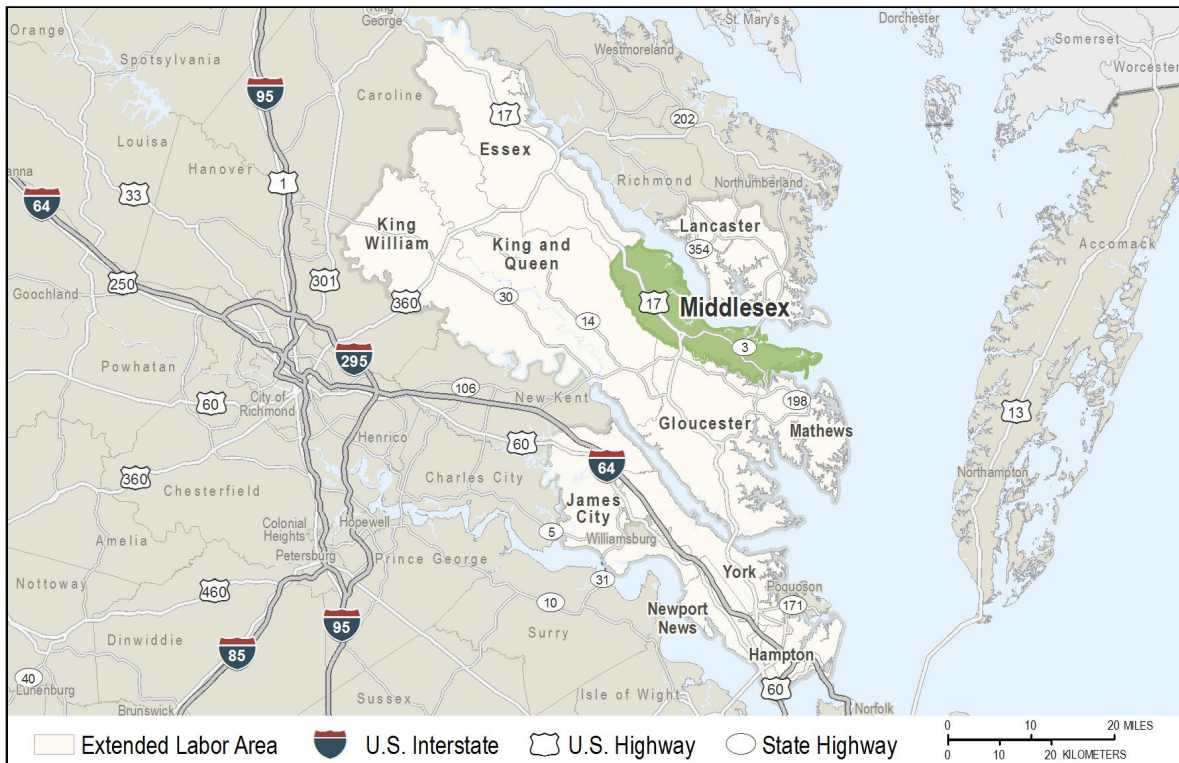 Orange
Spotsylvania
King
George
St. Mary's
Dorchester
Somerset
Worcester
Westmoreland
95
Caroline
17
202
Louisa
Hanover
Essex
Richmond
Northumberland
anna
33
1
64
King
William
King and
Queen
Lancaster
354
Accomack
Goochland
250
301
360
30
17
Middlesex
14
3
Powhatan
295
106
New Kent
60
City of
Richmond
60
Gloucester
198
Mathews
13
Henrico
64
Northampton
360
Chesterfield
Charles City
James
City
Amelia
Colonial
Heights
Hopewell
5
Williamsburg
Petersburg
Prince George
York
Poquoson
Nottoway
460
31
171
10
Newport
News
Dinwiddie
95
Surry
85
Hampton
40
Lunenburg
Sussex
Isle of Wight
60
Brunswick
Norfolk
Extended Labor Area
U.S. Interstate
U.S. Highway
State Highway
0 10 20 MILES
0 10 20 KILOMETERS